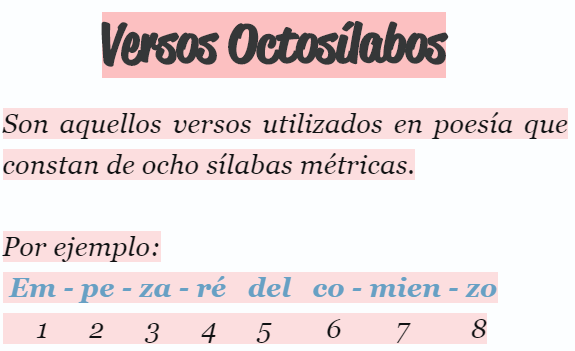 Versos Octosílabos
Son aquellos versos utilizados en poesía que
constan de ocho sílabas métricas.
Por ejemplo:
Em - pe - za - ré del co - mien - zo
1 2 3 4 5 6 7 8